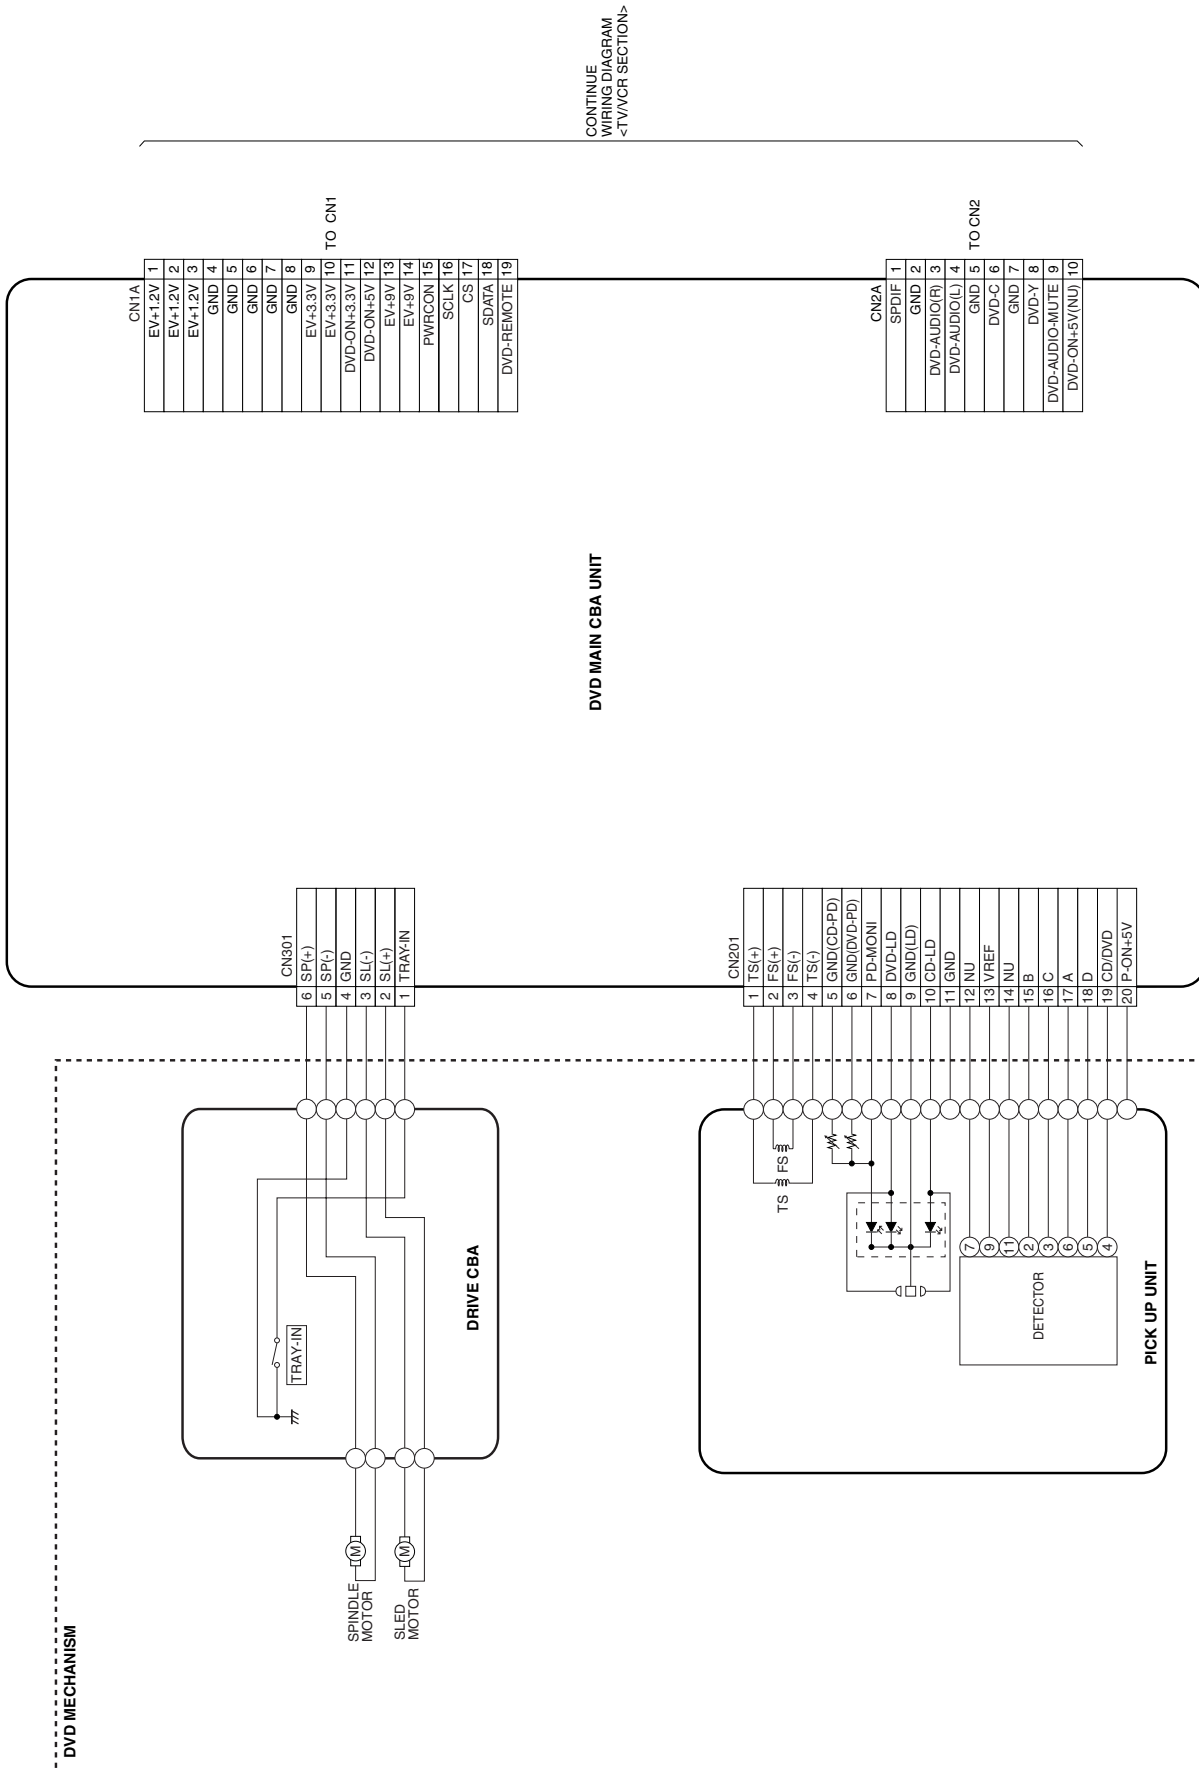 CONTINUE
WIRING DIAGRAM
<TV/VCR SECTION>
TO CN1
CN1A
EV+1.2V 1
EV+1.2V 2
EV+1.2V 3
GND 4
GND 5
GND 6
GND 7
GND 8
EV+3.3V 9
EV+3.3V 10
DVD-ON+3.3V 11
DVD-ON+5V 12
EV+9V 13
EV+9V 14
PWRCON 15
SCLK 16
CS 17
SDATA 18
DVD-REMOTE 19
TO CN2
CN2A
SPDIF 1
GND 2
DVD-AUDIO(R) 3
DVD-AUDIO(L) 4
GND 5
DVD-C 6
GND 7
DVD-Y 8
DVD-AUDIO-MUTE 9
DVD-ON+5V(NU) 10
DVD MAIN CBA UNIT
CN301
6 SP(+)
5 SP(-)
4 GND
3 SL(-)
2 SL(+)
1 TRAY-IN
CN201
1 TS(+)
2 FS(+)
3 FS(-)
4 TS(-)
5 GND(CD-PD)
6 GND(DVD-PD)
7 PD-MONI
8 DVD-LD
9 GND(LD)
10 CD-LD
11 GND
12 NU
13 VREF
14 NU
15 B
16 C
17 A
18 D
19 CD/DVD
20 P-ON+5V
TRAY-IN
DRIVE CBA
TS
FS
7
9
11
2
3
6
5
4
DETECTOR
PICK UP UNIT
M
SPINDLE
MOTOR
M
SLED
MOTOR
DVD MECHANISM